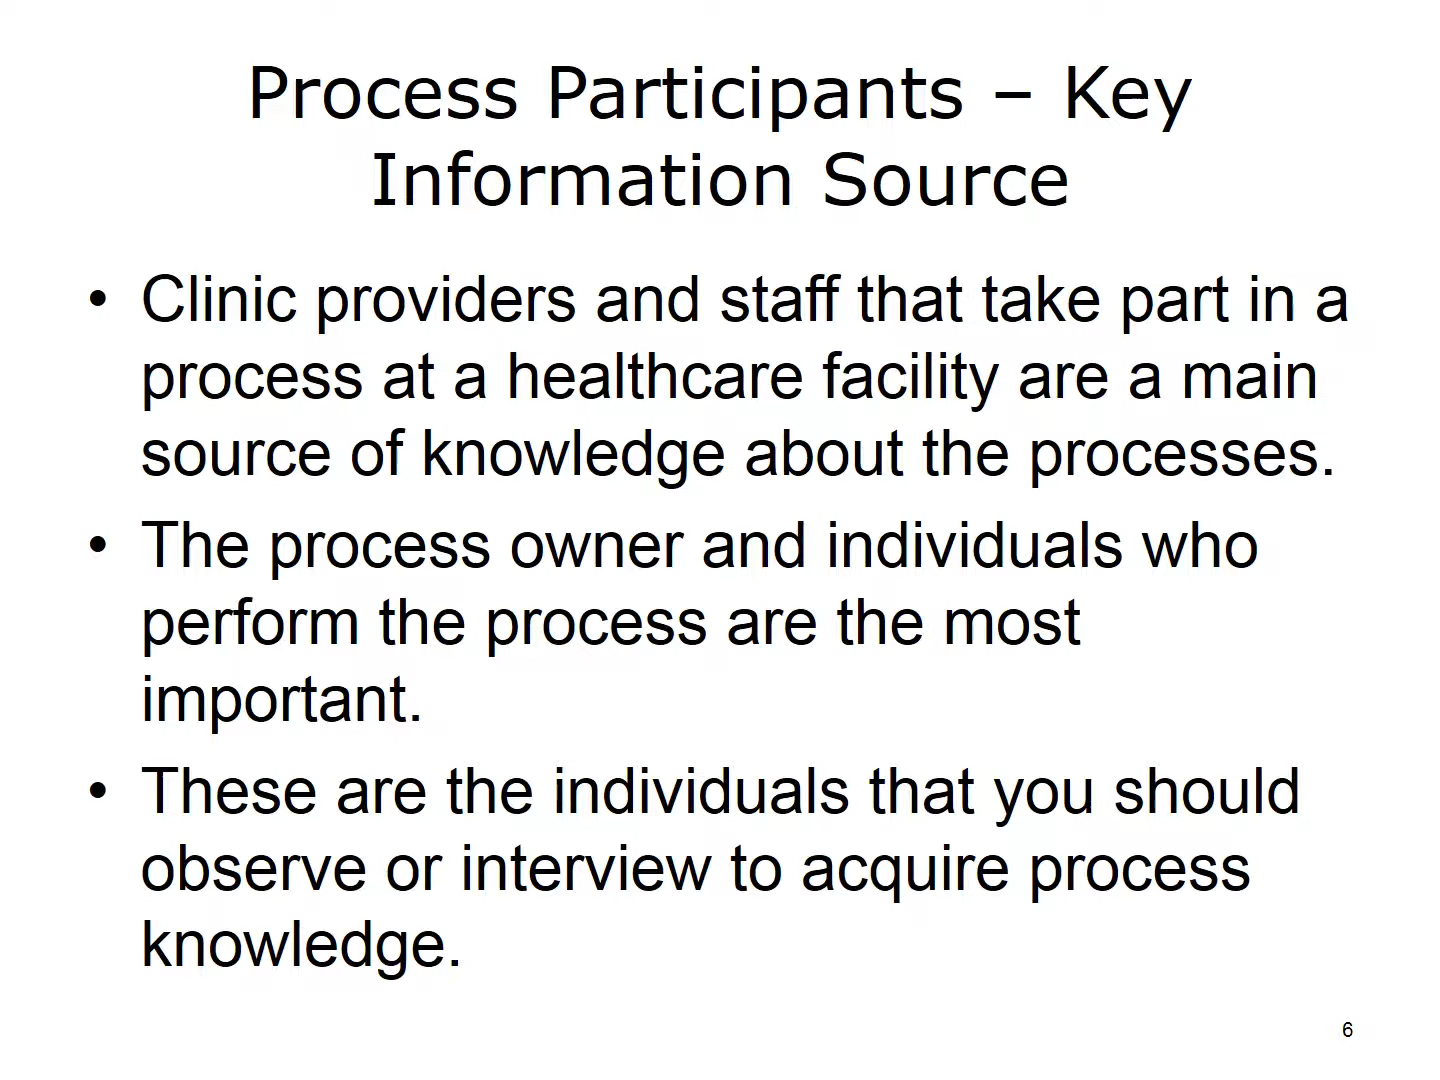 Process Participants – Key
Information Source
• Clinic providers and staff that take part in a
process at a healthcare facility are a main
source of knowledge about the processes.
• The process owner and individuals who
perform the process are the most
important.
• These are the individuals that you should
observe or interview to acquire process
knowledge.
6